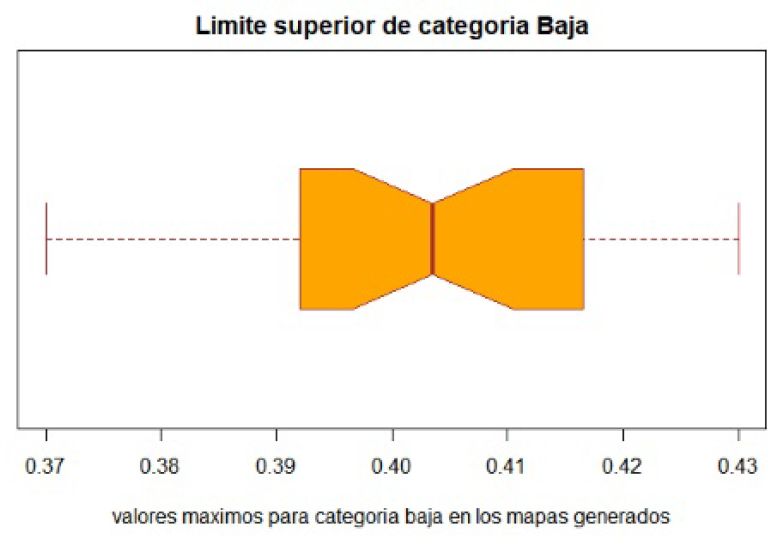 Limite superior de categoria Baja
0.37 0.38 0.39 0.40 0.41 0.42 0.43
valores maximos para categoria baja en los mapas generados